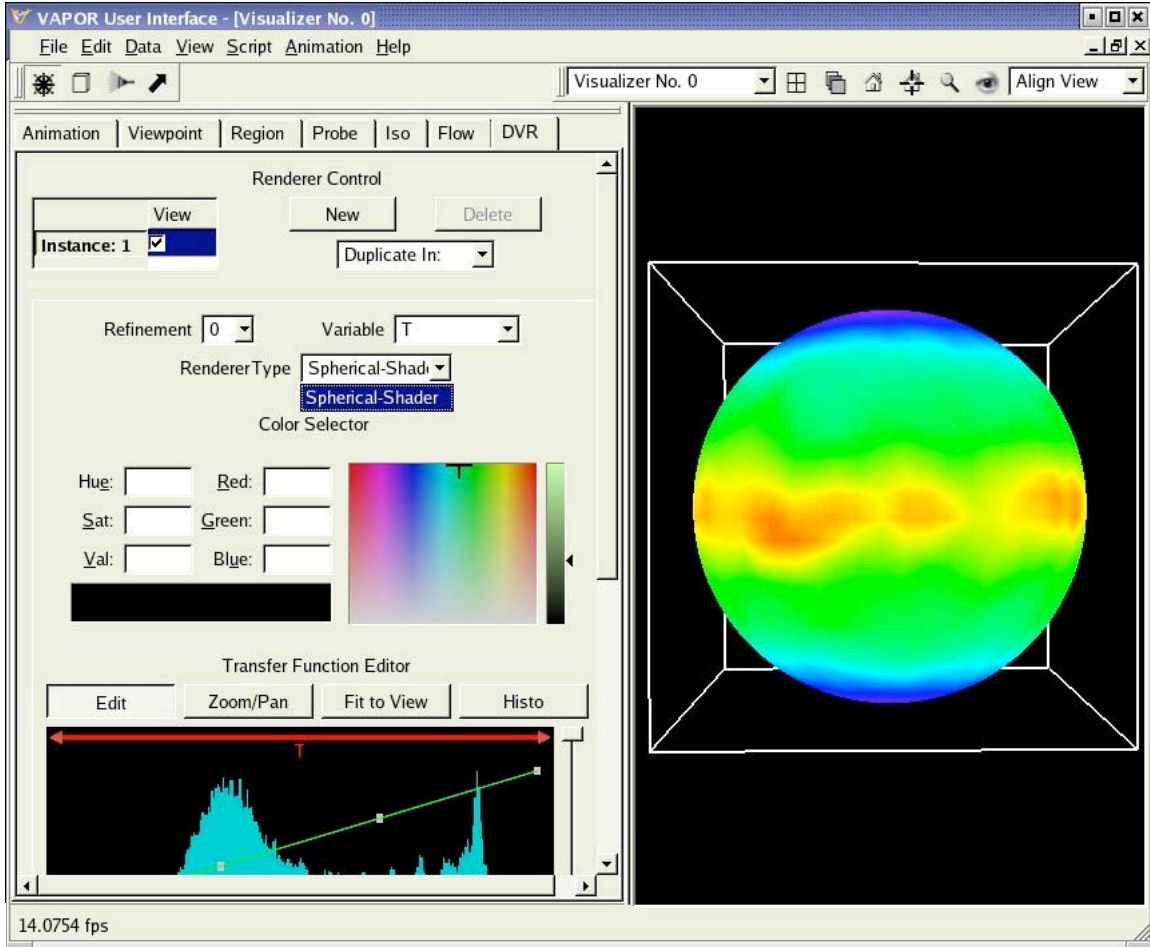 VAPOR User Interface - [Visualizer No. 0]
File Edit Data View Script Animation Help
Visualizer No. 0 Align View
Animation Viewpoint Region Probe Iso Flow DVR
Renderer Control
View New Delete
Instance: 1
Duplicate In:
Refinement 0 Variable T
Renderer Type Spherical-Shade
Spherical-Shader
Color Selector
Hue: Red:
Sat: Green:
Val: Blue:
Transfer Function Editor
Edit Zoom/Pan Fit to View Histo
T
14.0754 fps